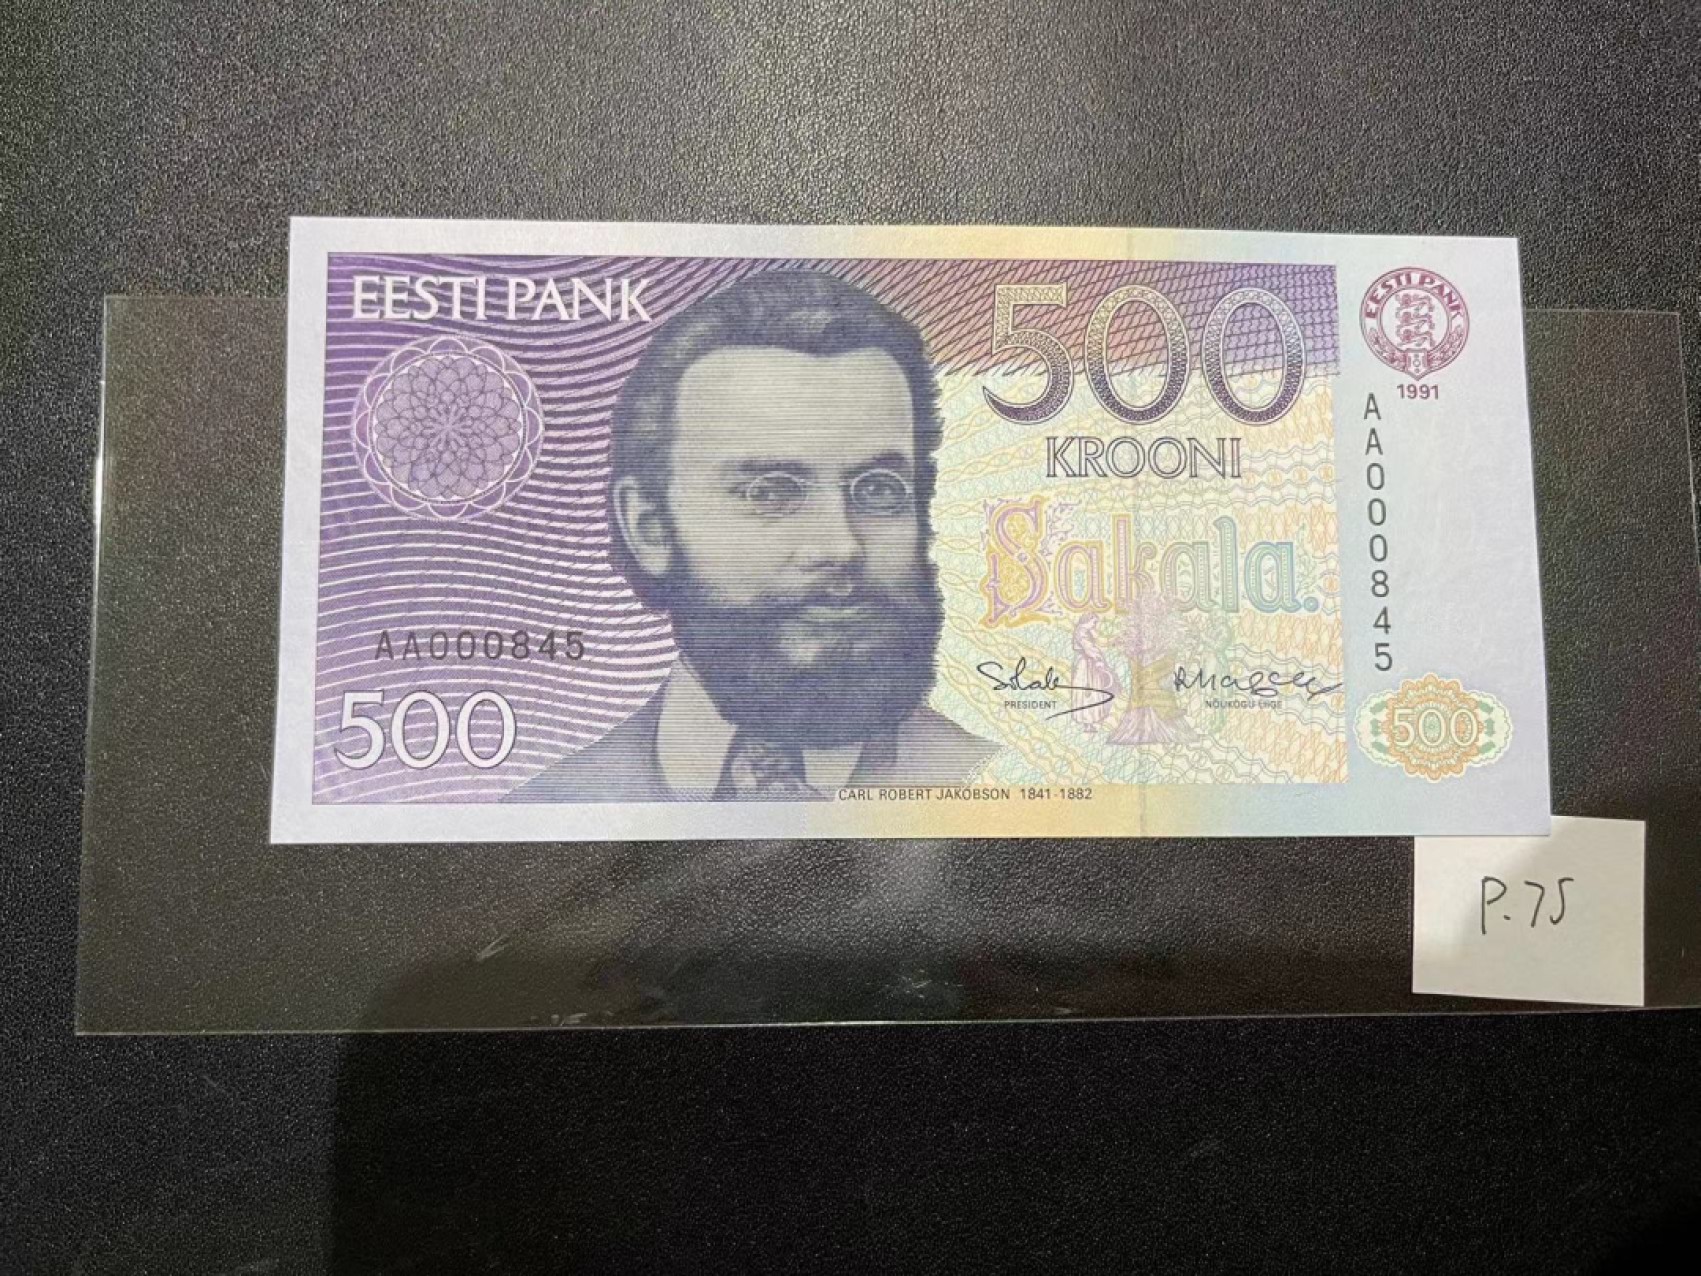 EESTI PANK
500
KROONI
EESTI PANK
1991
AA000845
Sakala.
AA000845
PRESIDENT
NÕUKOGU LIIGE
500
500
CARL ROBERT JAKOBSON 1841-1882
P.75